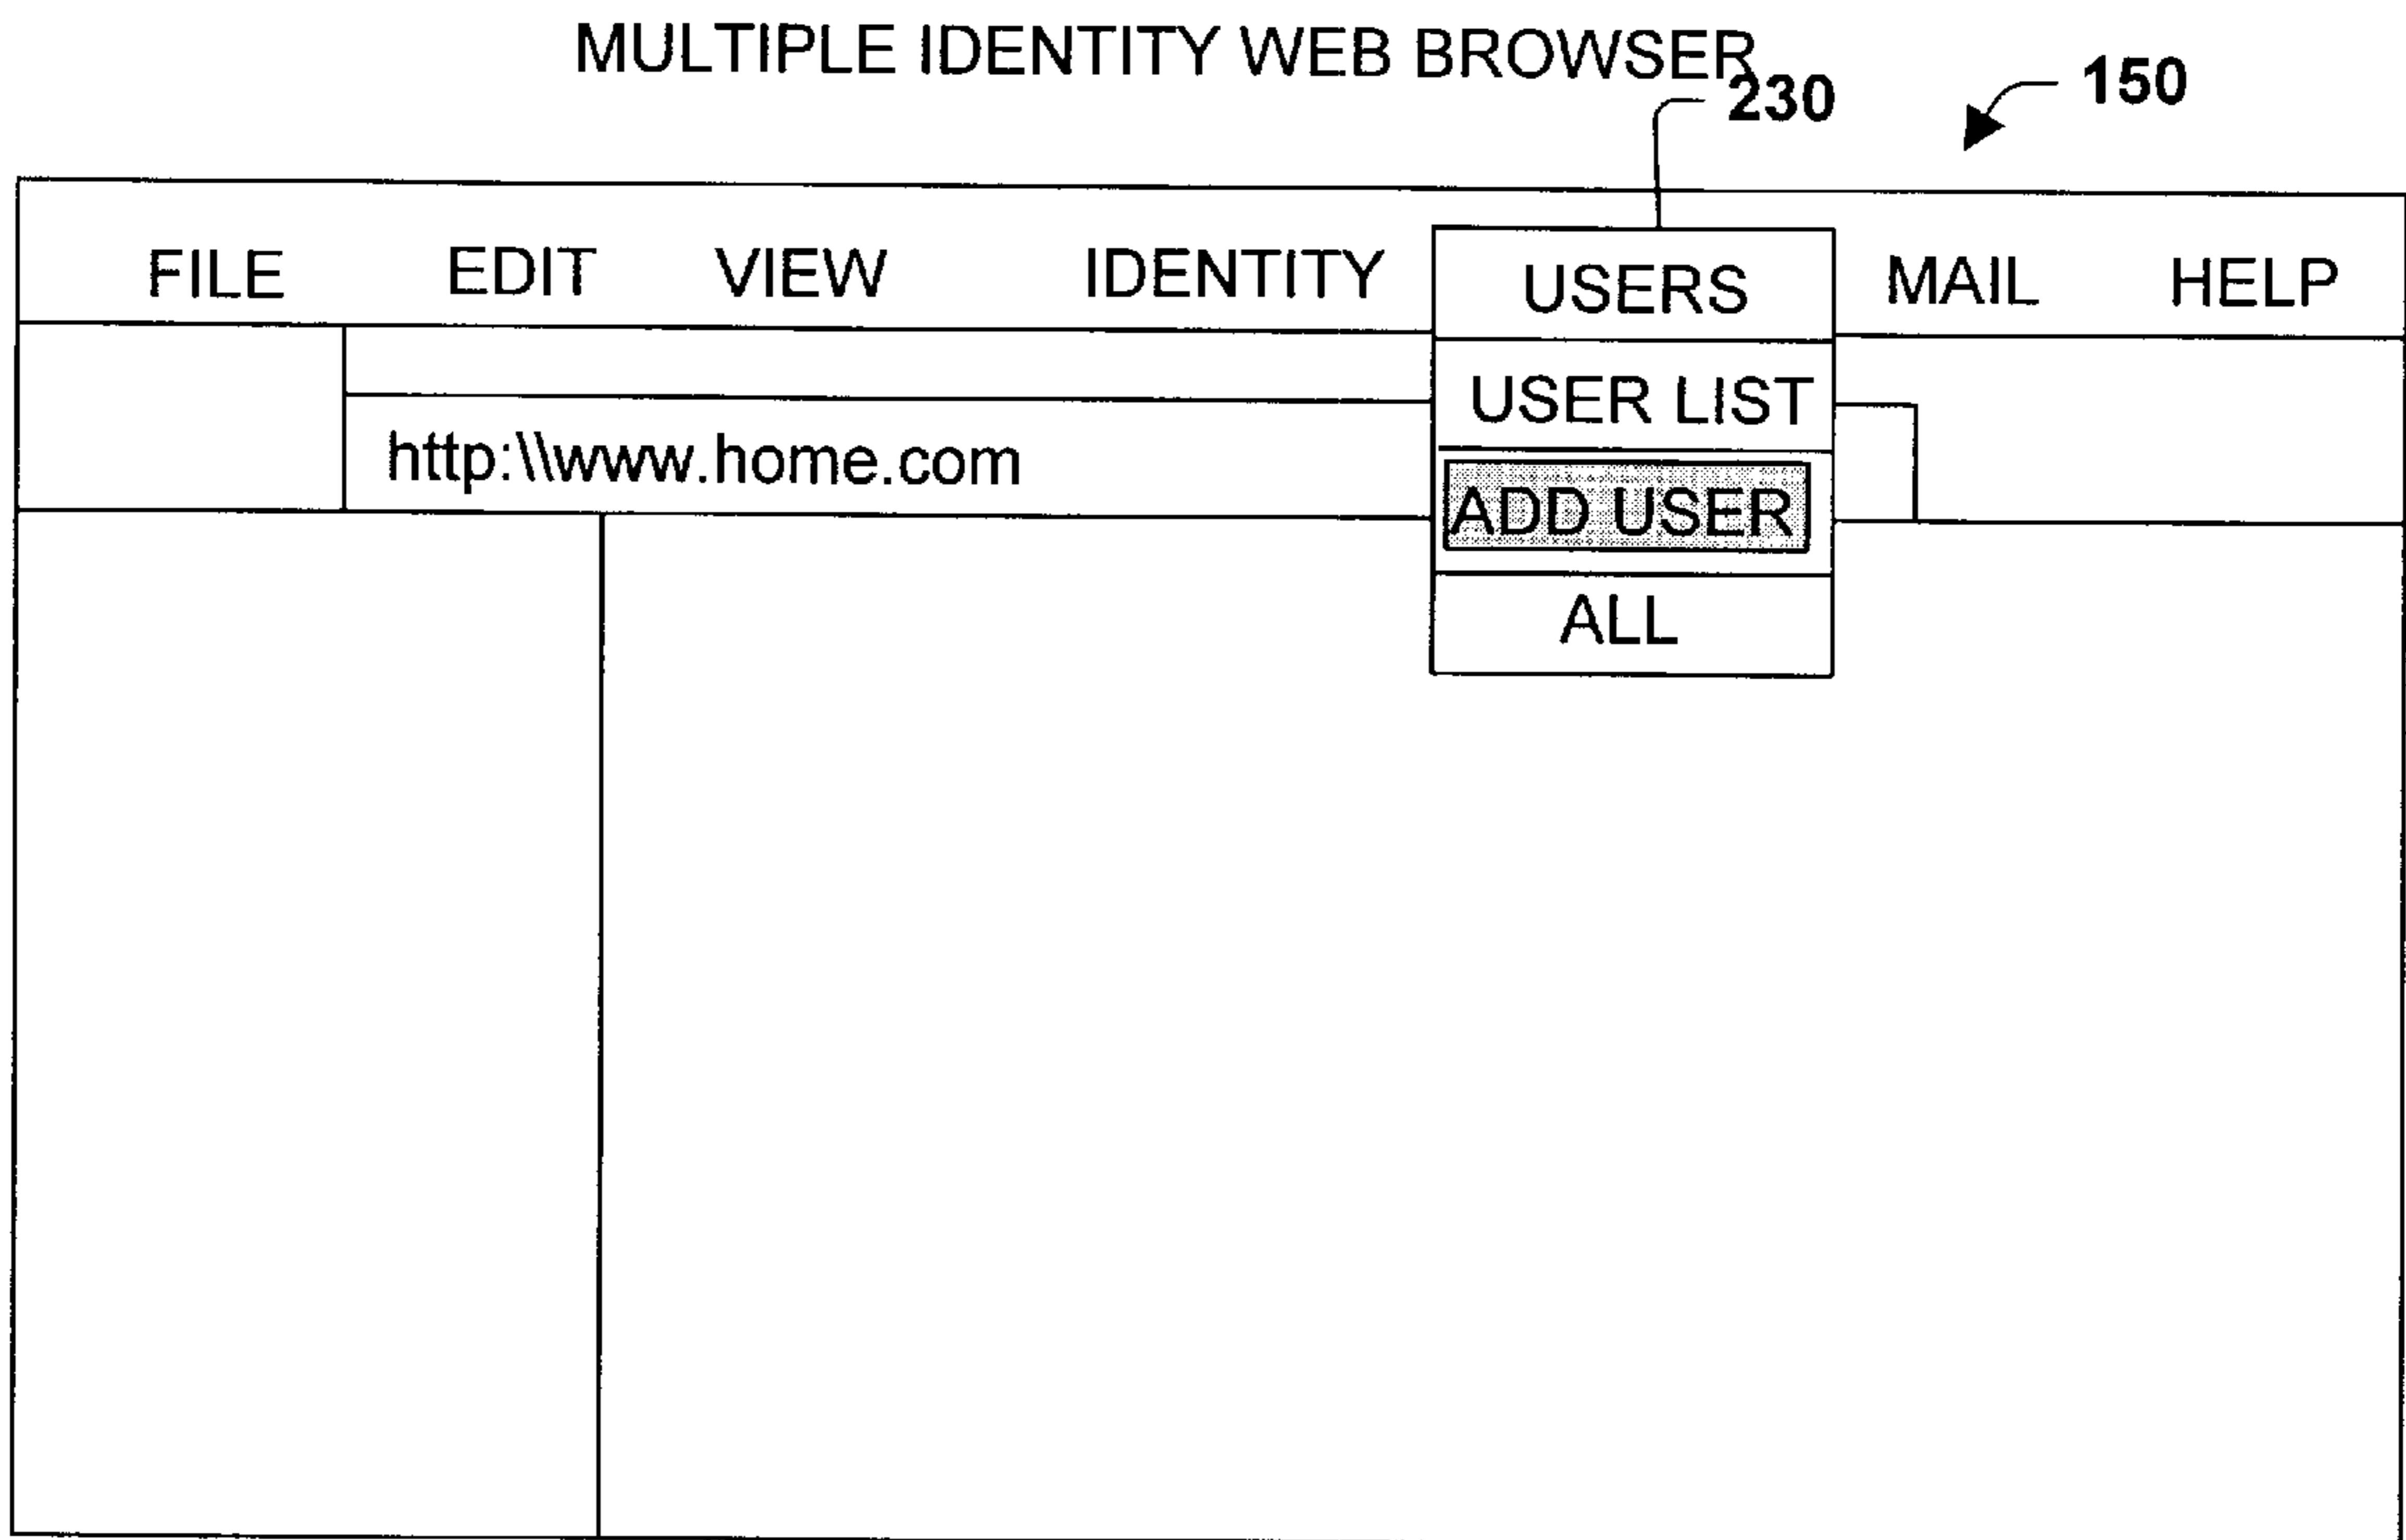 MULTIPLE IDENTITY WEB BROWSER
230
150
FILE EDIT VIEW IDENTITY USERS MAIL HELP
USER LIST
http:\\www.home.com
ADD USER
ALL